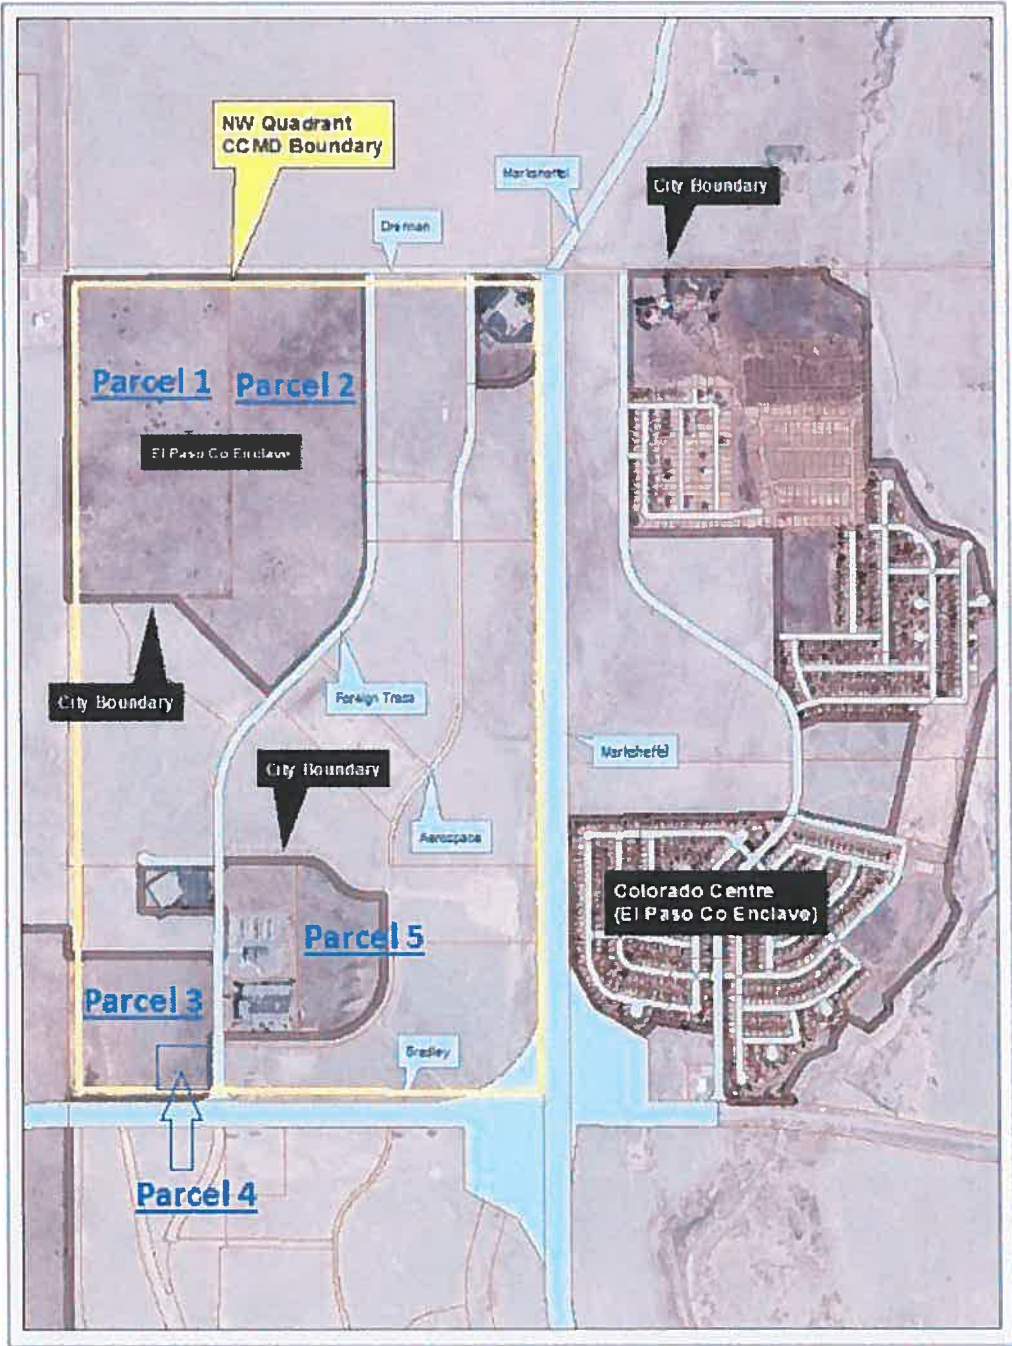 NW Quadrant
CCMD Boundary
Marksheffel
City Boundary
Drennan
Parcel 1
Parcel 2
El Paso Co Enclave
City Boundary
Foreign Trade
Marksheffel
City Boundary
Aerospace
Colorado Centre
(El Paso Co Enclave)
Parcel 5
Parcel 3
Bradley
Parcel 4